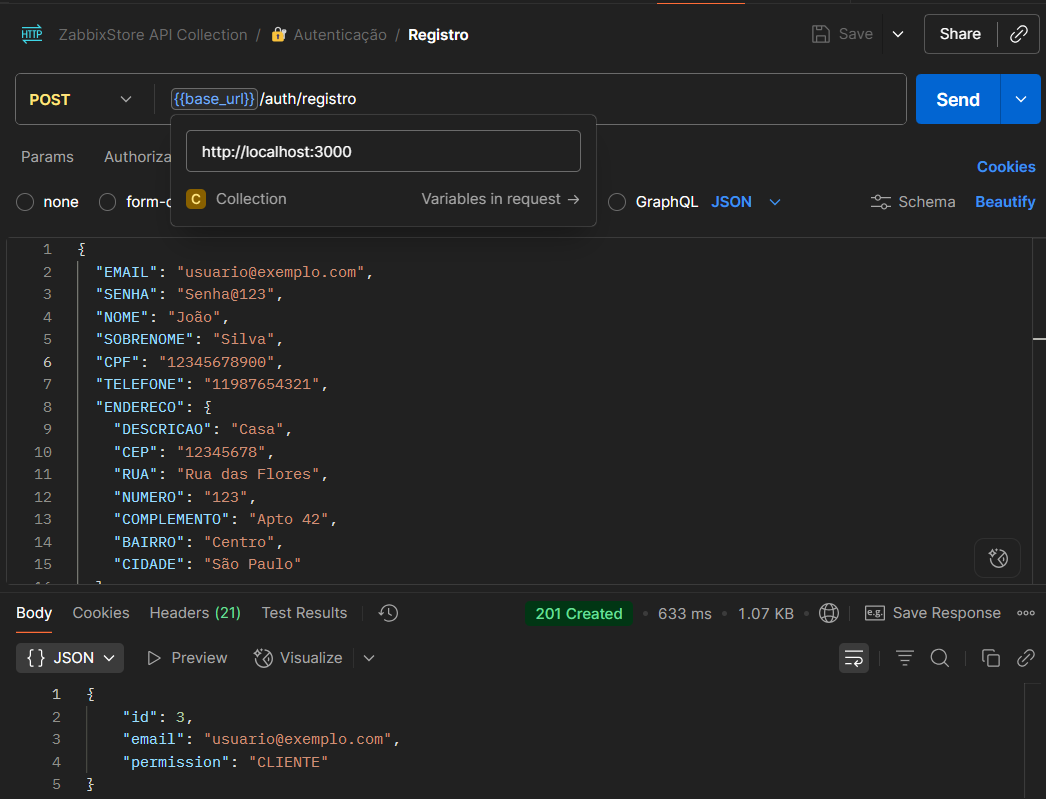 HTTP ZabbixStore API Collection / Autenticação / Registro Save Share
POST {{base_url}}/auth/registro Send
http://localhost:3000
C Collection Variables in request →
Params Authoriza Cookies
none form-c GraphQL JSON Schema Beautify
1 {
2 "EMAIL": "usuario@exemplo.com",
3 "SENHA": "Senha@123",
4 "NOME": "João",
5 "SOBRENOME": "Silva",
6 "CPF": "12345678900",
7 "TELEFONE": "11987654321",
8 "ENDERECO": {
9 "DESCRICAO": "Casa",
10 "CEP": "12345678",
11 "RUA": "Rua das Flores",
12 "NUMERO": "123",
13 "COMPLEMENTO": "Apto 42",
14 "BAIRRO": "Centro",
15 "CIDADE": "São Paulo"
Body Cookies Headers (21) Test Results 201 Created • 633 ms • 1.07 KB • e.g. Save Response
{} JSON Preview Visualize
1 {
2 "id": 3,
3 "email": "usuario@exemplo.com",
4 "permission": "CLIENTE"
5 }